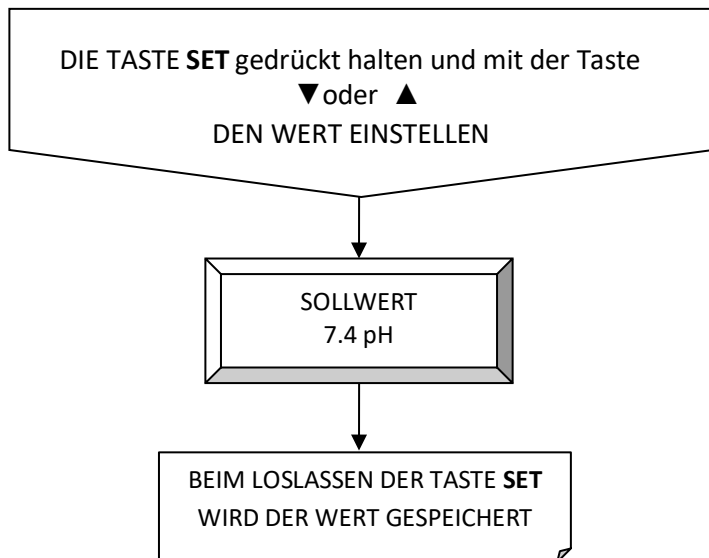 DIE TASTE SET gedrückt halten und mit der Taste
▼oder ▲
DEN WERT EINSTELLEN
SOLLWERT
7.4 pH
BEIM LOSLASSEN DER TASTE SET
WIRD DER WERT GESPEICHERT